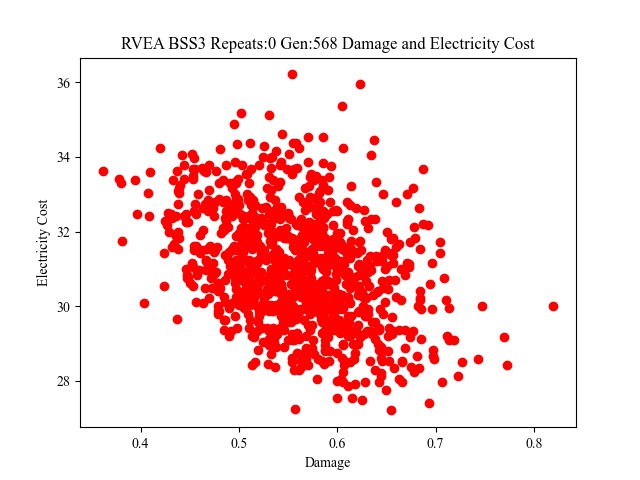 RVEA BSS3 Repeats:0 Gen:568 Damage and Electricity Cost
36
34
32
30
28
Electricity Cost
0.4 0.5 0.6 0.7 0.8
Damage